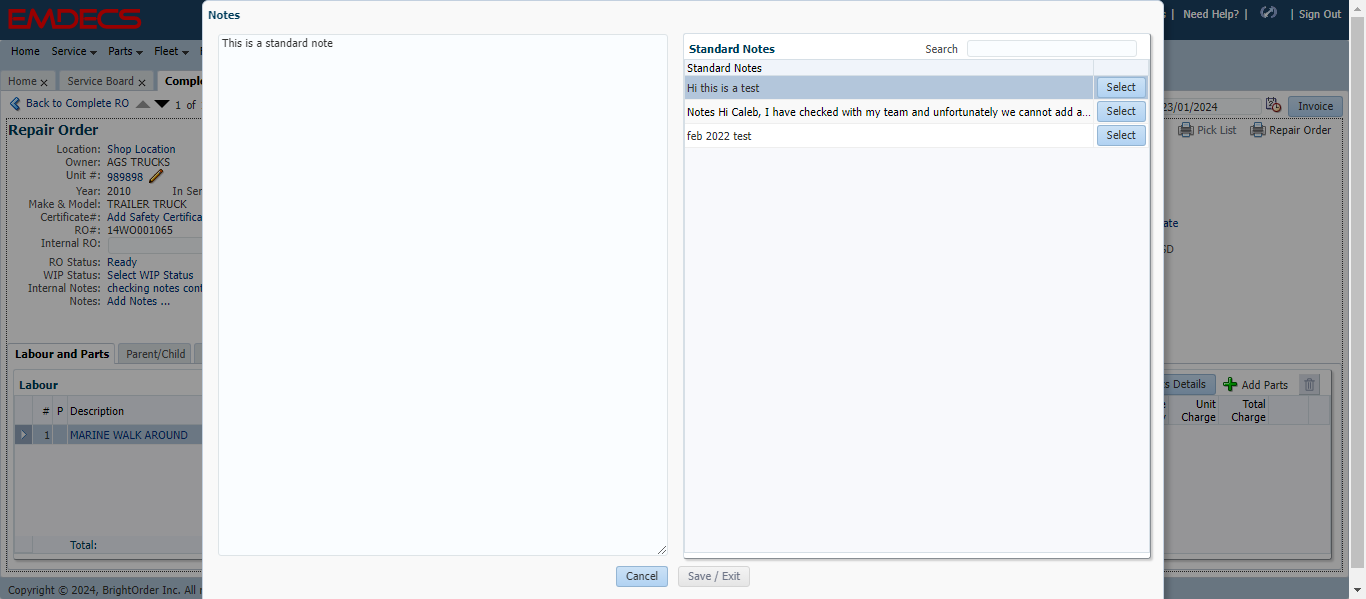 EMDECS
| Need Help? | | Sign Out
Home Service Parts Fleet
Home x Service Board x
Back to Complete RO 1 of
23/01/2024 Invoice
Pick List Repair Order
Repair Order
Location: Shop Location
Owner: AGS TRUCKS
Unit #: 989898
Year: 2010 In Ser
Make & Model: TRAILER TRUCK
Certificate#: Add Safety Certifica
RO#: 14WO001065
Internal RO:
RO Status: Ready
WIP Status: Select WIP Status
Internal Notes: checking notes cont
Notes: Add Notes ...
Labour and Parts Parent/Child
Labour
# P Description
1 MARINE WALK AROUND
Total:
Copyright © 2024, BrightOrder Inc. All
Notes
This is a standard note
Standard Notes Search
Standard Notes
Hi this is a test Select
Notes Hi Caleb, I have checked with my team and unfortunately we cannot add a... Select
feb 2022 test Select
Cancel Save / Exit
Details Add Parts
Unit Total
Charge Charge